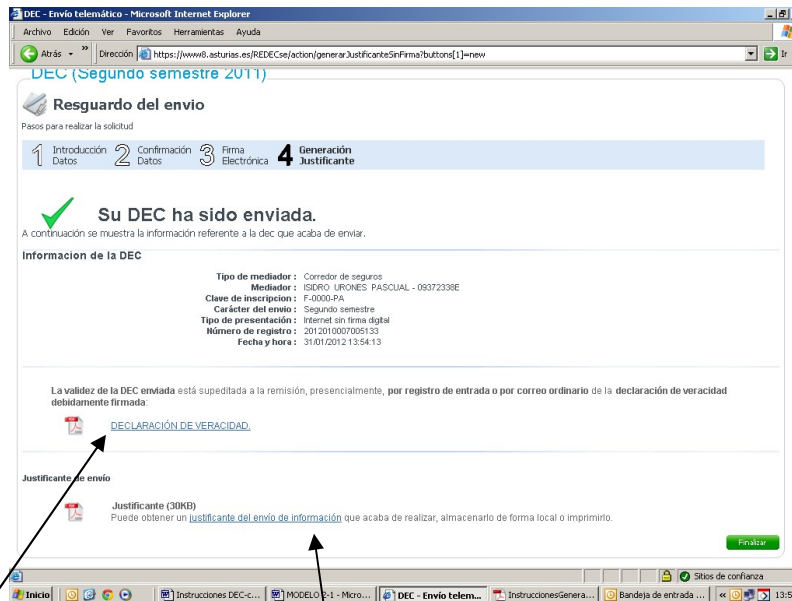 DEC - Envío telemático - Microsoft Internet Explorer
Archivo Edición Ver Favoritos Herramientas Ayuda
Atrás » Dirección https://www8.asturias.es/REDECse/action/generarJustificanteSinFirma?buttons[1]=new Ir
DEC (Segundo semestre 2011)
Resguardo del envio
Pasos para realizar la solicitud
1 Introducción Datos 2 Confirmación Datos 3 Firma Electrónica 4 Generación Justificante
Su DEC ha sido enviada.
A continuación se muestra la información referente a la dec que acaba de enviar.
Informacion de la DEC
Tipo de mediador : Corredor de seguros
Mediador : ISIDRO URONES PASCUAL - 09372338E
Clave de inscripcion : F-0000-PA
Carácter del envio : Segundo semestre
Tipo de presentación : Internet sin firma digital
Número de registro : 2012010007005133
Fecha y hora : 31/01/2012 13:54:13
La validez de la DEC enviada está supeditada a la remisión, presencialmente, por registro de entrada o por correo ordinario de la declaración de veracidad
debidamente firmada:
DECLARACIÓN DE VERACIDAD.
Justificante de envío
Justificante (30KB)
Puede obtener un justificante del envío de información que acaba de realizar, almacenarlo de forma local o imprimirlo.
Finalizar
Sitios de confianza
Inicio Instrucciones DEC-c... MODELO 2-1 - Micro... DEC - Envío telem... InstruccionesGenera... Bandeja de entrada ... « 13:5